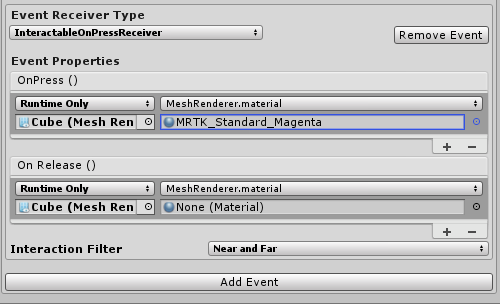 Event Receiver Type
InteractableOnPressReceiver
Remove Event
Event Properties
OnPress ()
Runtime Only MeshRenderer.material
Cube (Mesh Ren MRTK_Standard_Magenta
+ −
On Release ()
Runtime Only MeshRenderer.material
Cube (Mesh Ren None (Material)
+ −
Interaction Filter Near and Far
Add Event